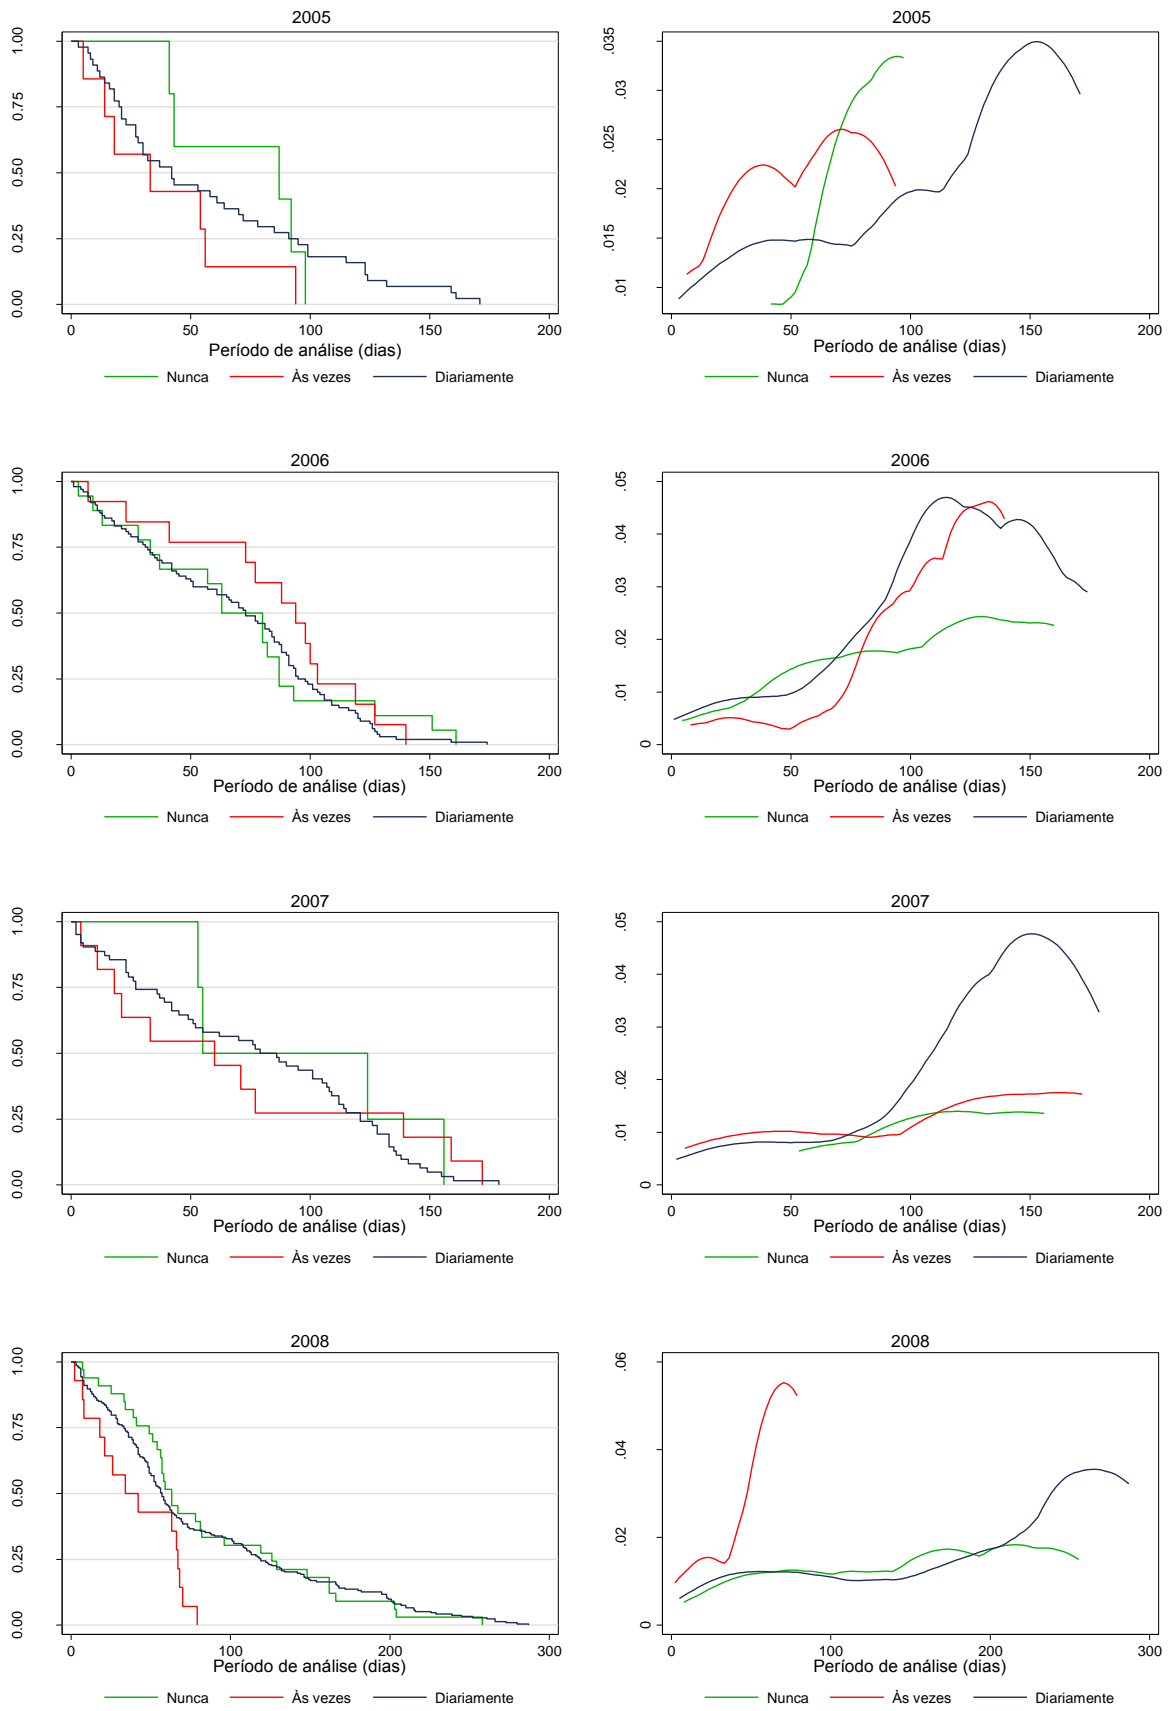 2005
1.00
0.75
0.50
0.25
0.00
0 50 100 150 200
Período de análise (dias)
Nunca Às vezes Diariamente
2005
.035
.03
.025
.02
.015
.01
0 50 100 150 200
Período de análise (dias)
Nunca Às vezes Diariamente
2006
1.00
0.75
0.50
0.25
0.00
0 50 100 150 200
Período de análise (dias)
Nunca Às vezes Diariamente
2006
.05
.04
.03
.02
.01
0
0 50 100 150 200
Período de análise (dias)
Nunca Às vezes Diariamente
2007
1.00
0.75
0.50
0.25
0.00
0 50 100 150 200
Período de análise (dias)
Nunca Às vezes Diariamente
2007
.05
.04
.03
.02
.01
0
0 50 100 150 200
Período de análise (dias)
Nunca Às vezes Diariamente
2008
1.00
0.75
0.50
0.25
0.00
0 100 200 300
Período de análise (dias)
Nunca Às vezes Diariamente
2008
.06
.04
.02
0
0 100 200 300
Período de análise (dias)
Nunca Às vezes Diariamente